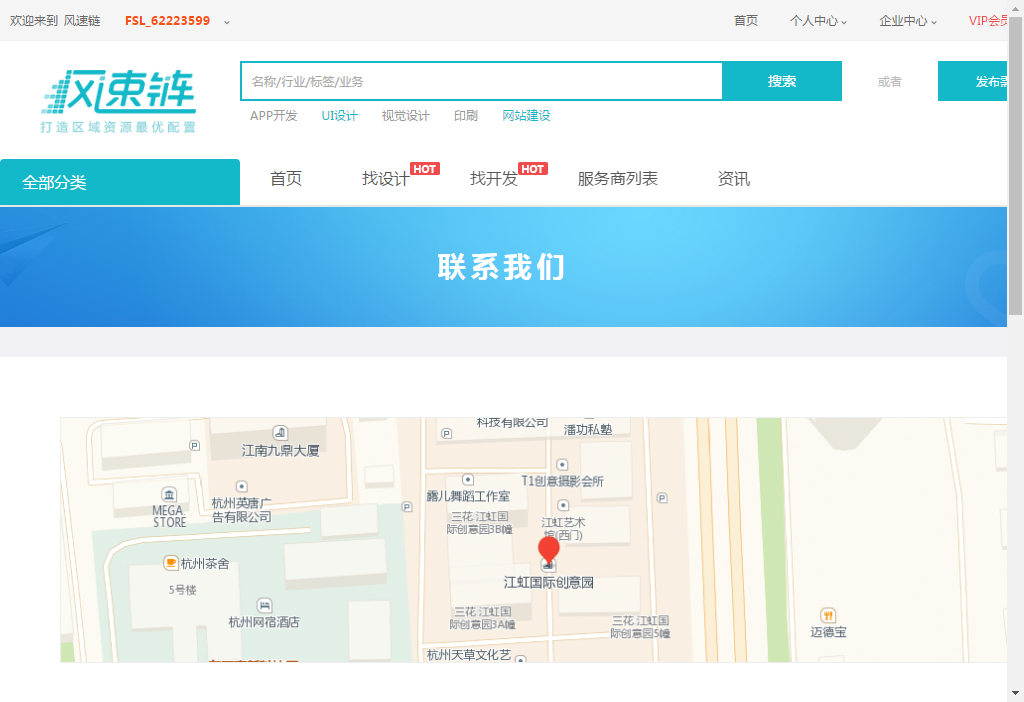 欢迎来到 风速链 FSL_62223599 首页 个人中心 企业中心 VIP会员
风速链
打造区域资源最优配置
名称/行业/标签/业务 搜索 或者 发布需
APP开发 UI设计 视觉设计 印刷 网站建设
全部分类 首页 找设计 HOT 找开发 HOT 服务商列表 资讯
联系我们
科技有限公司
潘功私塾
P
P
江南九鼎大厦
T1创意摄影会所
露儿舞蹈工作室
P
P
杭州英唐广
告有限公司
MEGA
STORE
三花.江虹国
际创意园3B幢
江虹艺术
馆(西门)
杭州茶舍
江虹国际创意园
5号楼
三花.江虹国
际创意园3A幢
杭州网宿酒店
三花.江虹国
际创意园5幢
迈德宝
杭州天草文化艺